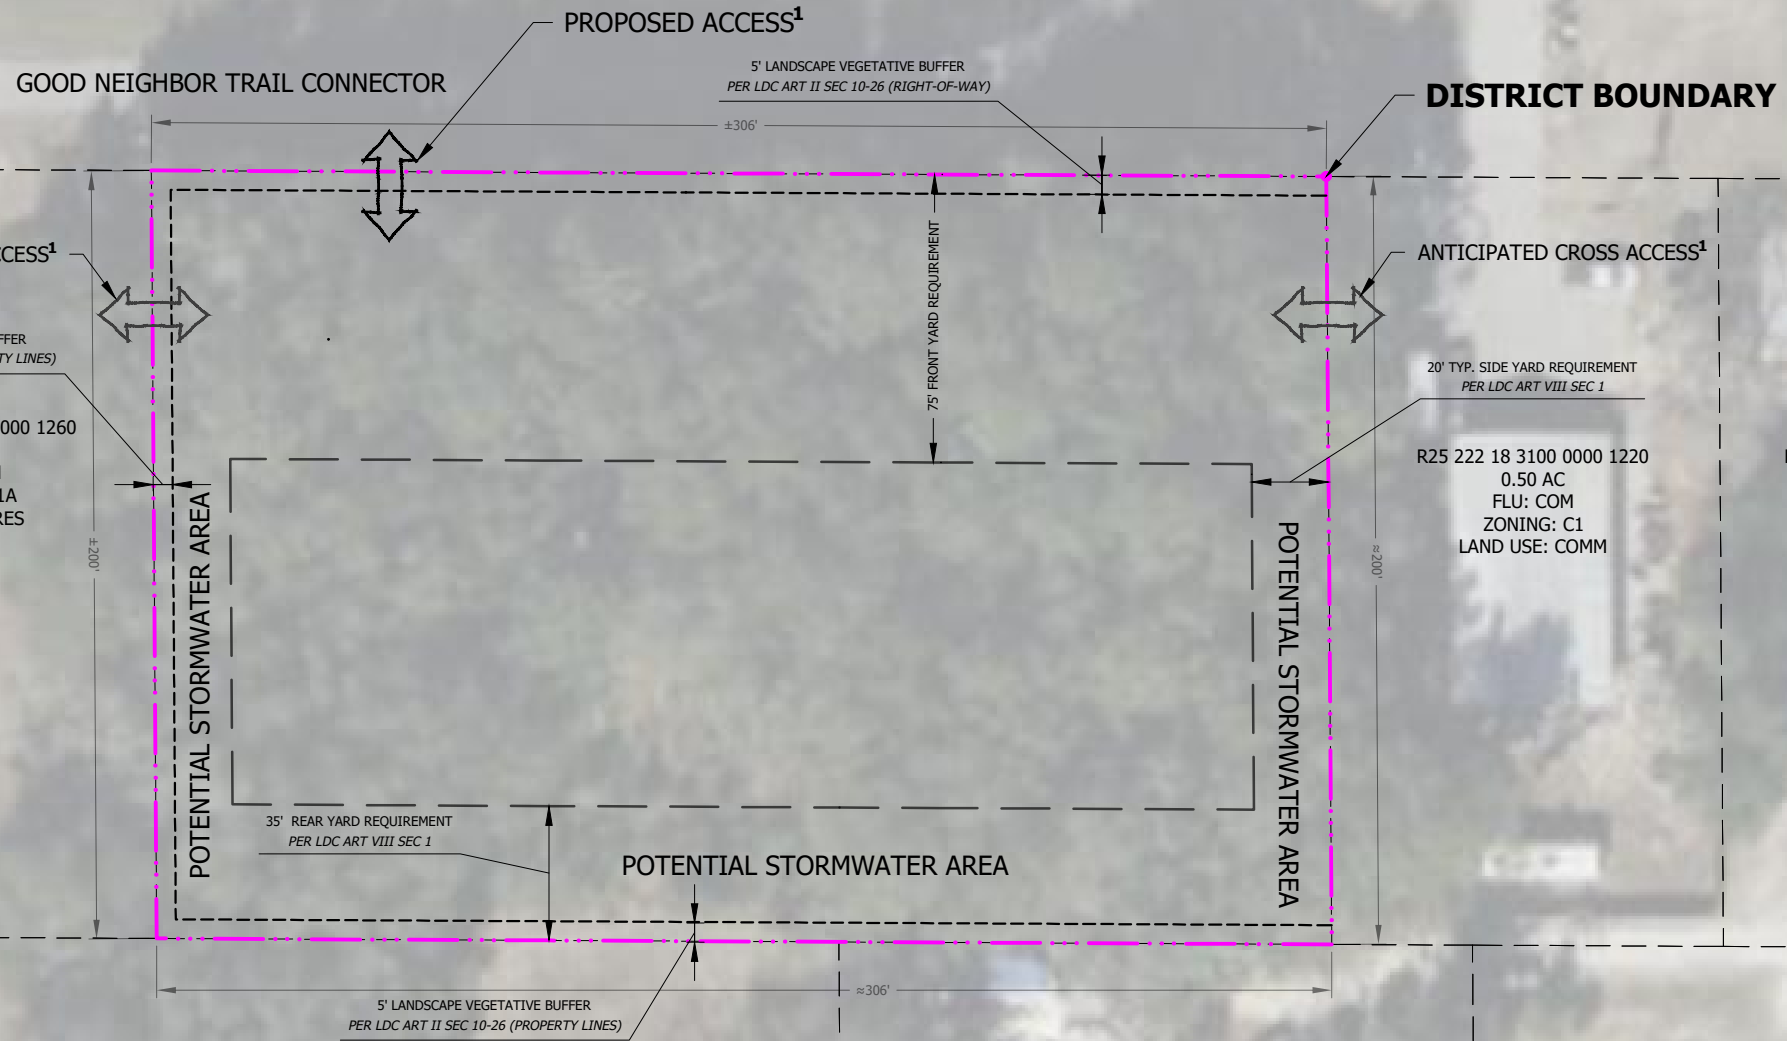 PROPOSED ACCESS¹
GOOD NEIGHBOR TRAIL CONNECTOR
5' LANDSCAPE VEGETATIVE BUFFER
PER LDC ART II SEC 10-26 (RIGHT-OF-WAY)
DISTRICT BOUNDARY
±306'
CCESS¹
ANTICIPATED CROSS ACCESS¹
75' FRONT YARD REQUIREMENT
FFER
TY LINES)
20' TYP. SIDE YARD REQUIREMENT
PER LDC ART VIII SEC 1
000 1260
1A
RES
R25 222 18 3100 0000 1220
0.50 AC
FLU: COM
ZONING: C1
LAND USE: COMM
±200'
≈200'
POTENTIAL STORMWATER AREA
POTENTIAL STORMWATER AREA
35' REAR YARD REQUIREMENT
PER LDC ART VIII SEC 1
POTENTIAL STORMWATER AREA
≈306'
5' LANDSCAPE VEGETATIVE BUFFER
PER LDC ART II SEC 10-26 (PROPERTY LINES)